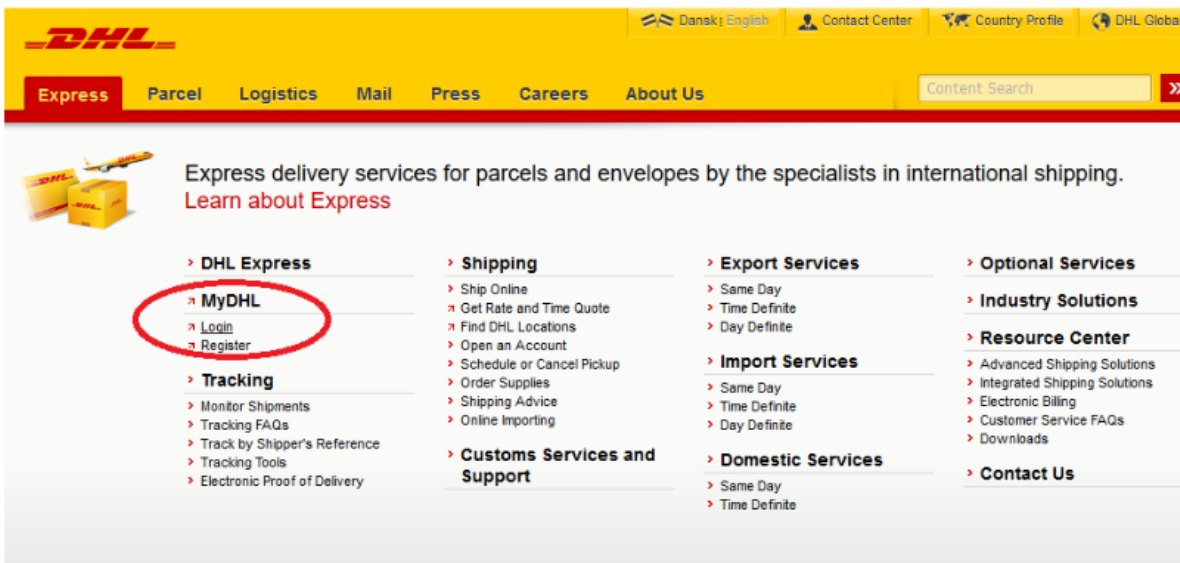 Dansk English Contact Center Country Profile DHL Global
DHL
Express Parcel Logistics Mail Press Careers About Us Content Search
Express delivery services for parcels and envelopes by the specialists in international shipping.
Learn about Express
DHL Express
MyDHL
Login
Register
Tracking
Monitor Shipments
Tracking FAQs
Track by Shipper's Reference
Tracking Tools
Electronic Proof of Delivery
Shipping
Ship Online
Get Rate and Time Quote
Find DHL Locations
Open an Account
Schedule or Cancel Pickup
Order Supplies
Shipping Advice
Online Importing
Customs Services and
Support
Export Services
Same Day
Time Definite
Day Definite
Import Services
Same Day
Time Definite
Day Definite
Domestic Services
Same Day
Time Definite
Optional Services
Industry Solutions
Resource Center
Advanced Shipping Solutions
Integrated Shipping Solutions
Electronic Billing
Customer Service FAQs
Downloads
Contact Us